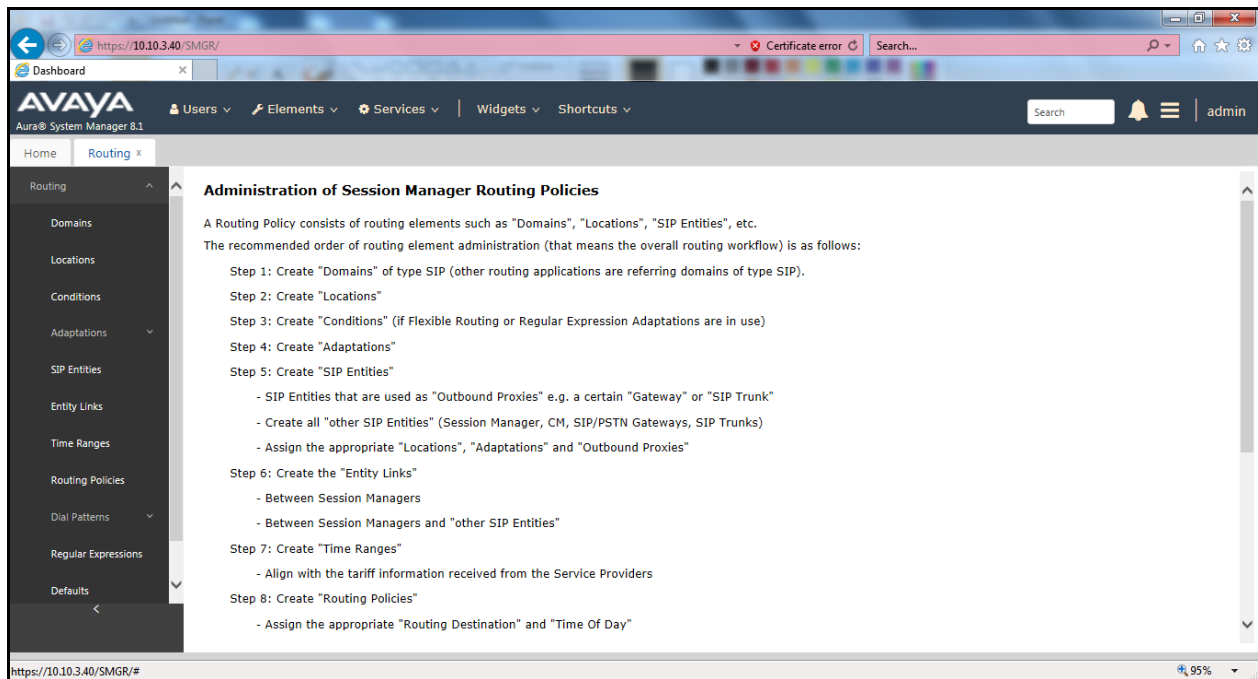 https://10.10.3.40/SMGR/
Certificate error
Search...
Dashboard
AVAYA
Aura® System Manager 8.1
Users
Elements
Services
Widgets
Shortcuts
Search
admin
Home
Routing x
Routing
Domains
Locations
Conditions
Adaptations
SIP Entities
Entity Links
Time Ranges
Routing Policies
Dial Patterns
Regular Expressions
Defaults
Administration of Session Manager Routing Policies
A Routing Policy consists of routing elements such as "Domains", "Locations", "SIP Entities", etc.
The recommended order of routing element administration (that means the overall routing workflow) is as follows:
Step 1: Create "Domains" of type SIP (other routing applications are referring domains of type SIP).
Step 2: Create "Locations"
Step 3: Create "Conditions" (if Flexible Routing or Regular Expression Adaptations are in use)
Step 4: Create "Adaptations"
Step 5: Create "SIP Entities"
- SIP Entities that are used as "Outbound Proxies" e.g. a certain "Gateway" or "SIP Trunk"
- Create all "other SIP Entities" (Session Manager, CM, SIP/PSTN Gateways, SIP Trunks)
- Assign the appropriate "Locations", "Adaptations" and "Outbound Proxies"
Step 6: Create the "Entity Links"
- Between Session Managers
- Between Session Managers and "other SIP Entities"
Step 7: Create "Time Ranges"
- Align with the tariff information received from the Service Providers
Step 8: Create "Routing Policies"
- Assign the appropriate "Routing Destination" and "Time Of Day"
https://10.10.3.40/SMGR/#
95%